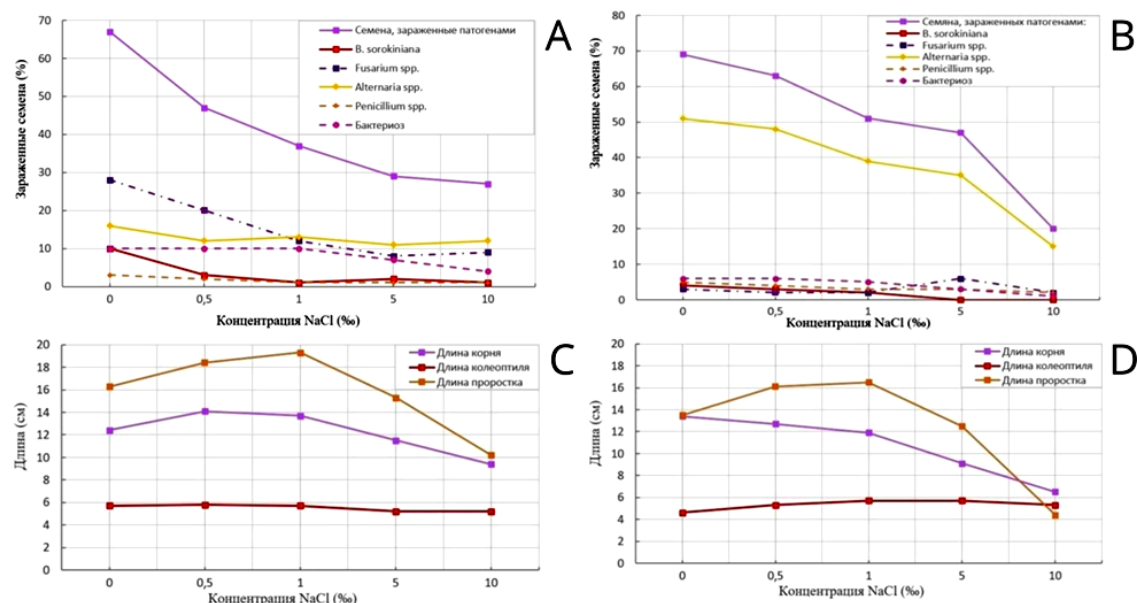 A
Зараженные семена (%)
70
60
50
40
30
20
10
0
Семена, зараженные патогенами
B. sorokiniana
Fusarium spp.
Alternaria spp.
Penicillium spp.
Бактериоз
0
0,5
1
5
10
Концентрация NaCl (‰)
B
Зараженные семена (%)
80
70
60
50
40
30
20
10
0
Семяна, зараженных патогенами:
B. sorokiniana
Fusarium spp.
Alternaria spp.
Penicillium spp.
Бактериоз
0
0,5
1
5
10
Концентрация NaCl (‰)
C
Длина (см)
20
18
16
14
12
10
8
6
4
2
0
Длина корня
Длина колеоптиля
Длина проростка
0
0,5
1
5
10
Концентрация NaCl (‰)
D
Длина (см)
20
18
16
14
12
10
8
6
4
2
0
Длина корня
Длина колеоптиля
Длина проростка
0
0,5
1
5
10
Концентрация NaCl (‰)